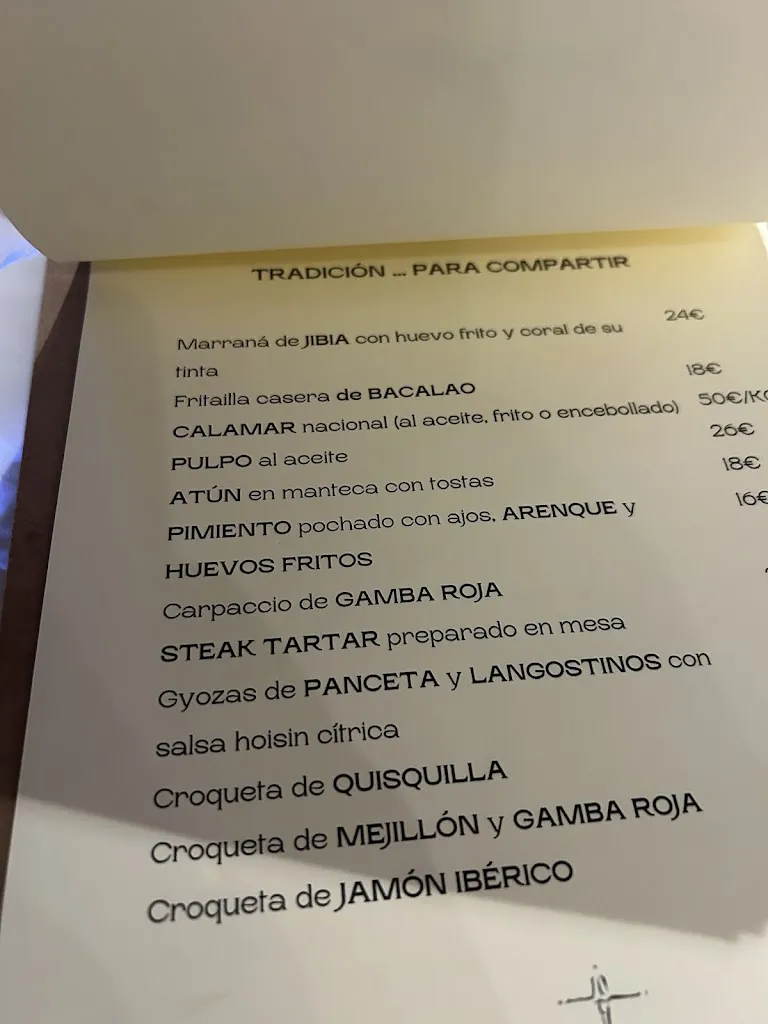 TRADICIÓN ... PARA COMPARTIR
Marraná de JIBIA con huevo frito y coral de su 24€
tinta
Fritailla casera de BACALAO 18€
CALAMAR nacional (al aceite, frito o encebollado) 50€/KG
PULPO al aceite 26€
ATÚN en manteca con tostas 18€
PIMIENTO pochado con ajos, ARENQUE y 16€
HUEVOS FRITOS
Carpaccio de GAMBA ROJA
STEAK TARTAR preparado en mesa
Gyozas de PANCETA y LANGOSTINOS con
salsa hoisin cítrica
Croqueta de QUISQUILLA
Croqueta de MEJILLÓN y GAMBA ROJA
Croqueta de JAMÓN IBÉRICO